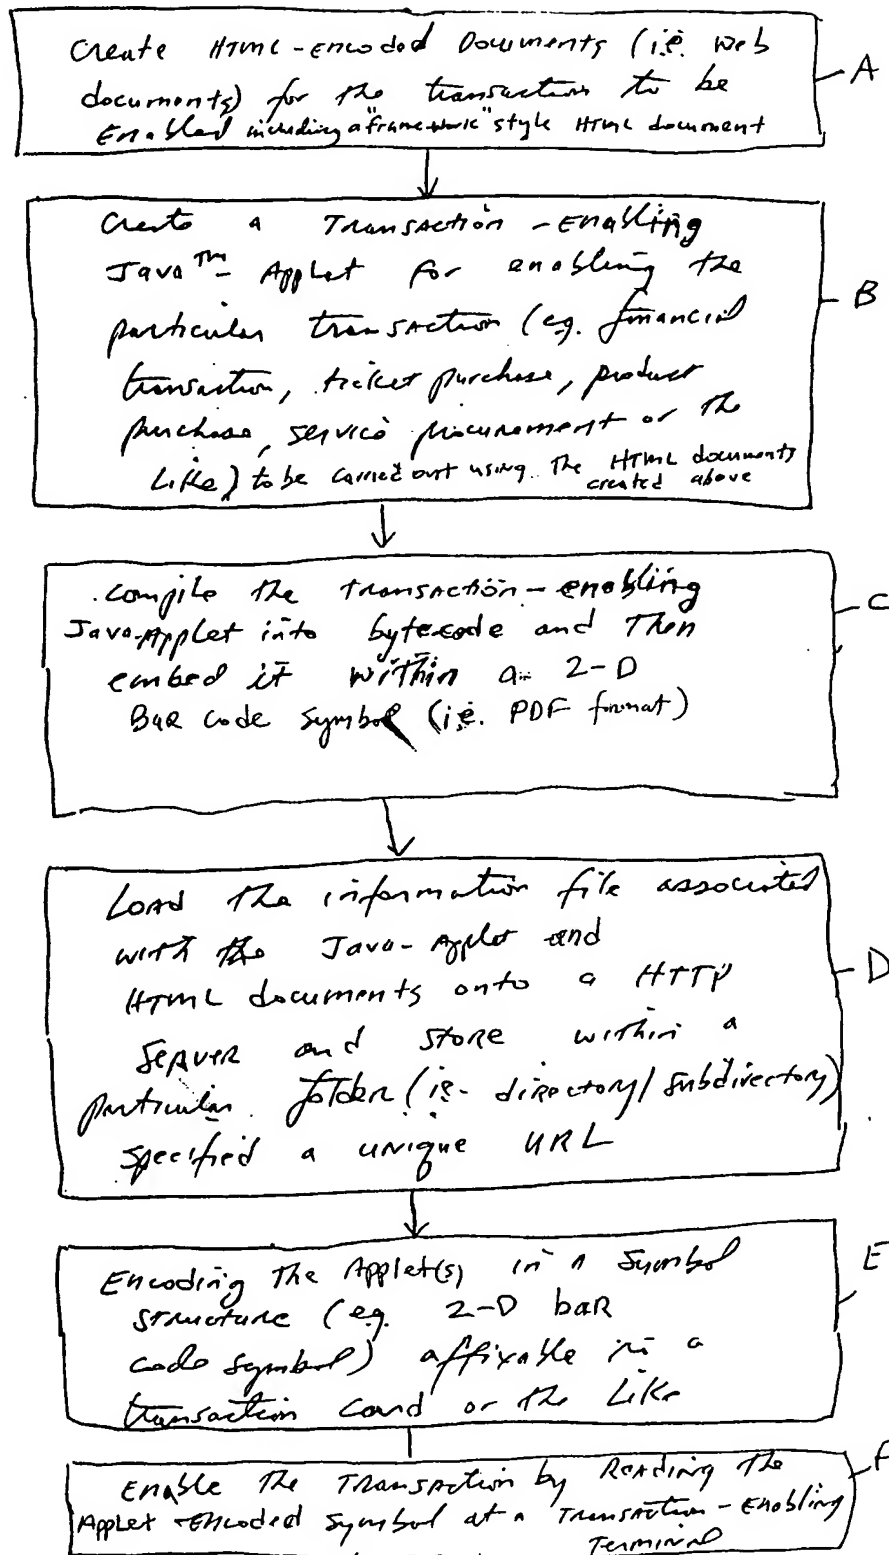 Create HTML-Encoded Documents (i.e. web
documents) for the transaction to be
Enabled including a "framework" style HTML document
A
Create a Transaction-Enabling
Java™- Applet for enabling the
particular transaction (e.g. financial
transaction, ticket purchase, product
purchase, service procurement or the
Like) to be carried out using the HTML documents
created above
B
Compile the Transaction-enabling
Java-Applet into bytecode and Then
embed it within a 2-D
Bar code symbol (i.e. PDF format)
C
Load the information file associated
with the Java-Applet and
HTML documents onto a HTTP
Server and store within a
particular folder (ie- directory/subdirectory)
specified a unique URL
D
Encoding the Applet(s) in a symbol
structure (eg. 2-D bar
code symbol) affixable in a
transaction card or the Like
E
Enable the Transaction by Reading the
Applet-Encoded Symbol at a Transaction-Enabling
Terminal
F